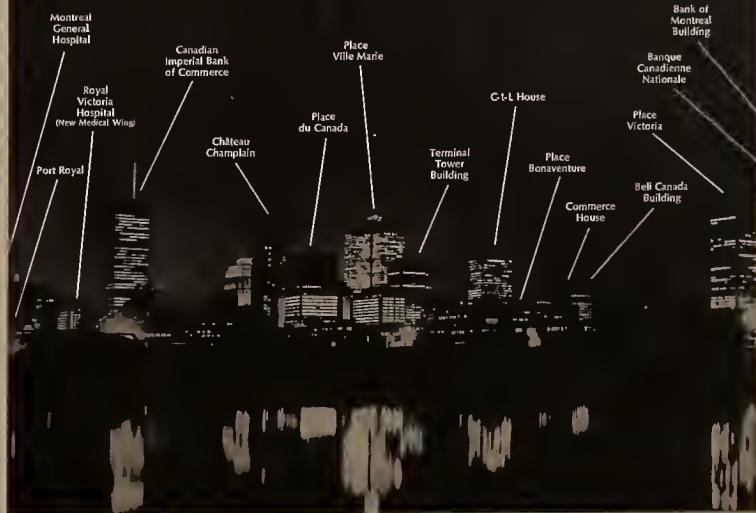 Montreal
General
Hospital
Royal
Victoria
Hospital
(New Medical Wing)
Port Royal
Canadian
Imperial Bank
of Commerce
Château
Champlain
Place
du Canada
Place
Ville Marie
Terminal
Tower
Building
C-I-L House
Place
Bonaventure
Commerce
House
Bell Canada
Building
Place
Victoria
Banque
Canadienne
Nationale
Bank of
Montreal
Building